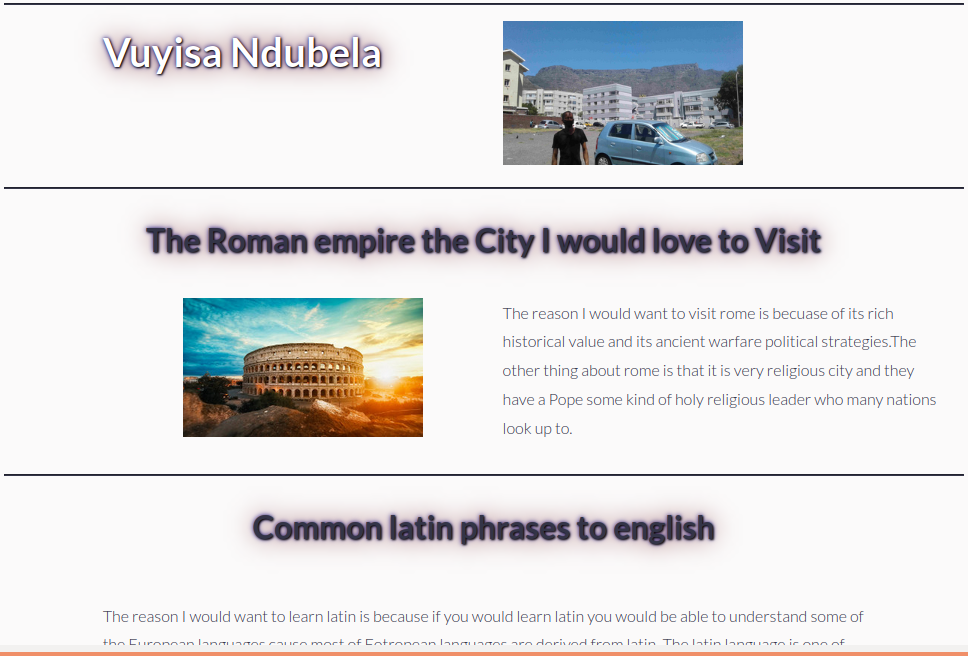 Vuyisa Ndubela
The Roman empire the City I would love to Visit
The reason I would want to visit rome is becuase of its rich
historical value and its ancient warfare political strategies.The
other thing about rome is that it is very religious city and they
have a Pope some kind of holy religious leader who many nations
look up to.
Common latin phrases to english
The reason I would want to learn latin is because if you would learn latin you would be able to understand some of
the European languages cause most of Eotropean languages are derived from latin. The latin language is one of